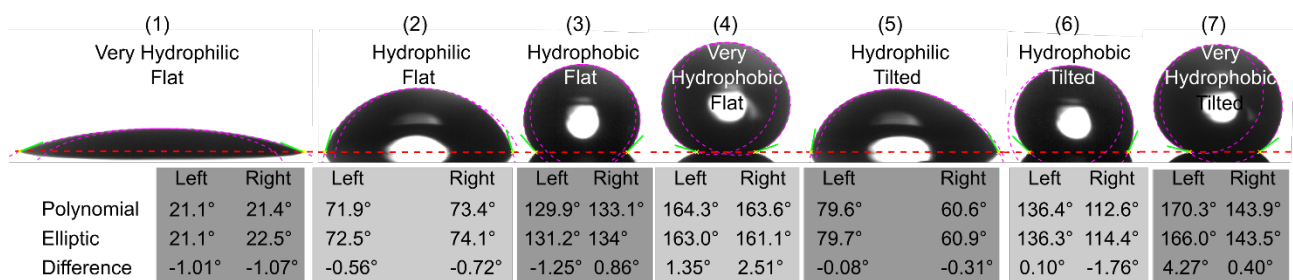 (1) (2) (3) (4) (5) (6) (7)
Very Hydrophilic Flat
Hydrophilic Flat
Hydrophobic Flat
Very Hydrophobic Flat
Hydrophilic Tilted
Hydrophobic Tilted
Very Hydrophobic Tilted
Left Right Left Right Left Right Left Right Left Right Left Right Left Right
Polynomial 21.1° 21.4° 71.9° 73.4° 129.9° 133.1° 164.3° 163.6° 79.6° 60.6° 136.4° 112.6° 170.3° 143.9°
Elliptic 21.1° 22.5° 72.5° 74.1° 131.2° 134° 163.0° 161.1° 79.7° 60.9° 136.3° 114.4° 166.0° 143.5°
Difference -1.01° -1.07° -0.56° -0.72° -1.25° 0.86° 1.35° 2.51° -0.08° -0.31° 0.10° -1.76° 4.27° 0.40°